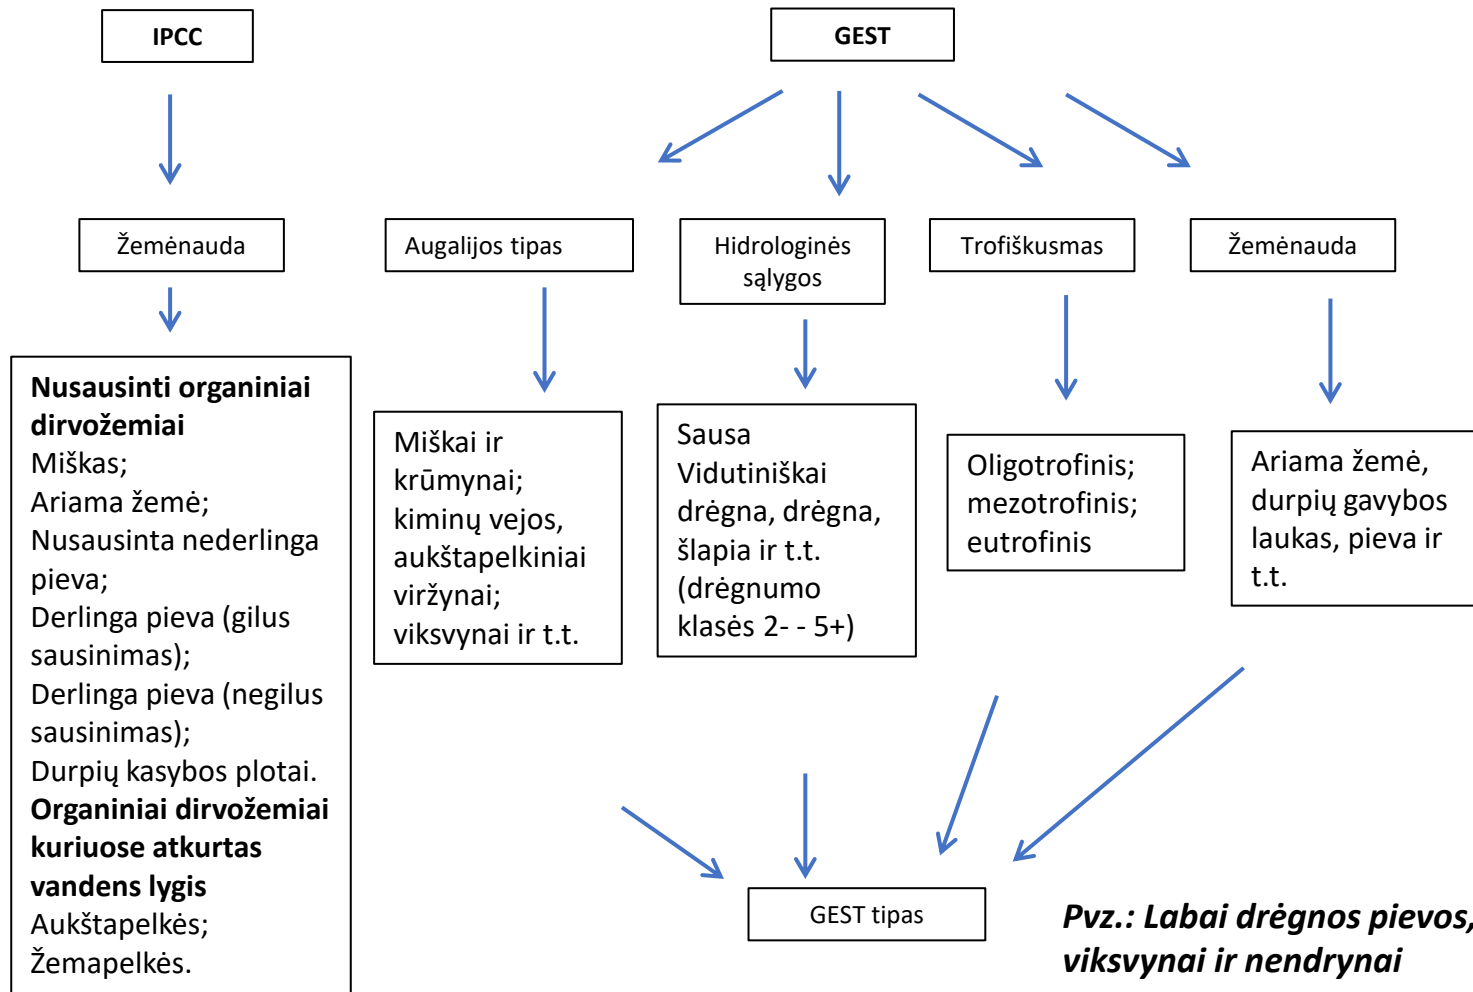 IPCC
GEST
Žemėnauda
Augalijos tipas
Hidrologinės
sąlygos
Trofiškusmas
Žemėnauda
Nusausinti organiniai
dirvožemiai
Miškas;
Ariama žemė;
Nusausinta nederlinga
pieva;
Derlinga pieva (gilus
sausinimas);
Derlinga pieva (negilus
sausinimas);
Durpių kasybos plotai.
Organiniai dirvožemiai
kuriuose atkurtas
vandens lygis
Aukštapelkės;
Žemapelkės.
Miškai ir
krūmynai;
kiminų vejos,
aukštapelkiniai
viržynai;
viksvynai ir t.t.
Sausa
Vidutiniškai
drėgna, drėgna,
šlapia ir t.t.
(drėgnumo
klasės 2- - 5+)
Oligotrofinis;
mezotrofinis;
eutrofinis
Ariama žemė,
durpių gavybos
laukas, pieva ir
t.t.
GEST tipas
Pvz.: Labai drėgnos pievos,
viksvynai ir nendrynai